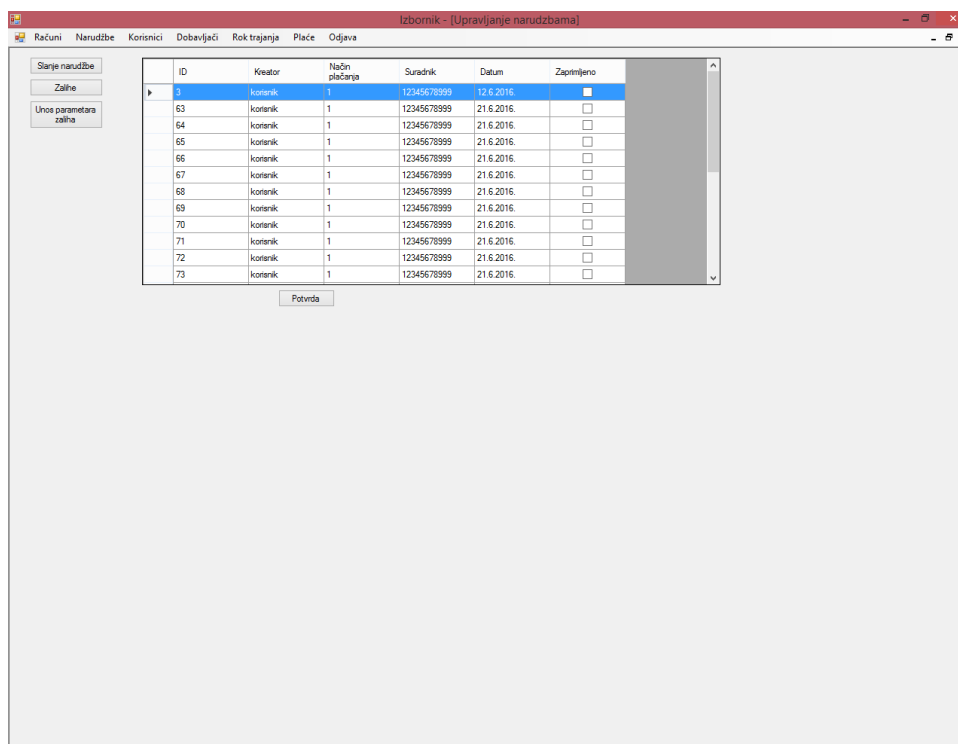 Izbornik - [Upravljanje narudzbama]
Računi Narudžbe Korisnici Dobavljači Rok trajanja Plaće Odjava
Slanje narudžbe
Zalihe
Unos parametara
zaliha
ID Kreator Način plačanja Suradnik Datum Zaprimljeno
3 korisnik 1 12345678999 12.6.2016.
63 korisnik 1 12345678999 21.6.2016.
64 korisnik 1 12345678999 21.6.2016.
65 korisnik 1 12345678999 21.6.2016.
66 korisnik 1 12345678999 21.6.2016.
67 korisnik 1 12345678999 21.6.2016.
68 korisnik 1 12345678999 21.6.2016.
69 korisnik 1 12345678999 21.6.2016.
70 korisnik 1 12345678999 21.6.2016.
71 korisnik 1 12345678999 21.6.2016.
72 korisnik 1 12345678999 21.6.2016.
73 korisnik 1 12345678999 21.6.2016.
Potvrda